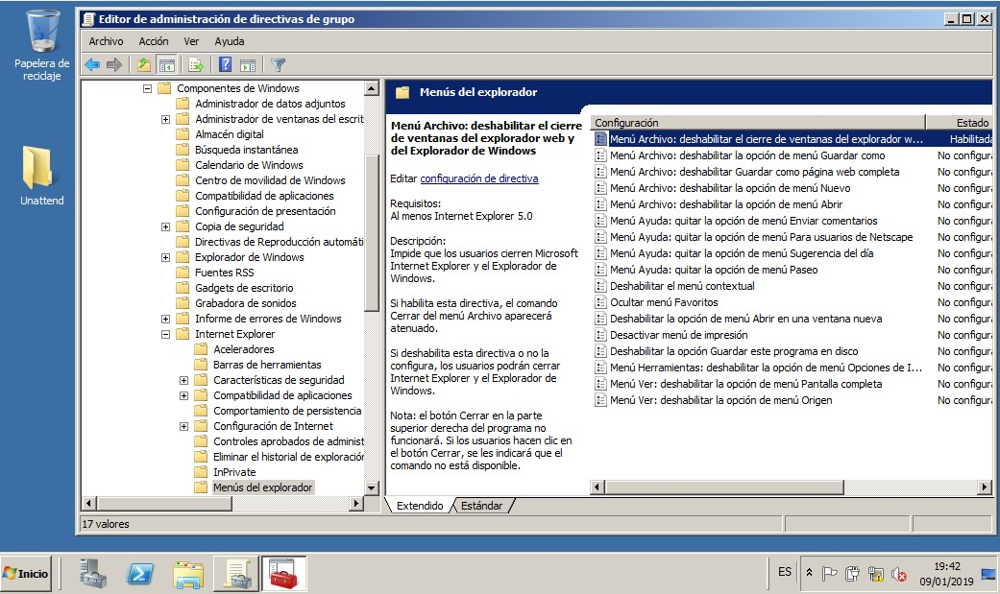 Papelera de
reciclaje
Unattend
Editor de administración de directivas de grupo
Archivo Acción Ver Ayuda
Componentes de Windows
Administrador de datos adjuntos
Administrador de ventanas del escrit
Almacén digital
Búsqueda instantánea
Calendario de Windows
Centro de movilidad de Windows
Compatibilidad de aplicaciones
Configuración de presentación
Copia de seguridad
Directivas de Reproducción automáti
Explorador de Windows
Fuentes RSS
Gadgets de escritorio
Grabadora de sonidos
Informe de errores de Windows
Internet Explorer
Aceleradores
Barras de herramientas
Características de seguridad
Compatibilidad de aplicaciones
Comportamiento de persistencia
Configuración de Internet
Controles aprobados de administ
Eliminar el historial de exploración
InPrivate
Menús del explorador
Menús del explorador
Menú Archivo: deshabilitar el cierre
de ventanas del explorador web y
del Explorador de Windows
Editar configuración de directiva
Requisitos:
Al menos Internet Explorer 5.0
Descripción:
Impide que los usuarios cierren Microsoft
Internet Explorer y el Explorador de
Windows.
Si habilita esta directiva, el comando
Cerrar del menú Archivo aparecerá
atenuado.
Si deshabilita esta directiva o no la
configura, los usuarios podrán cerrar
Internet Explorer y el Explorador de
Windows.
Nota: el botón Cerrar en la parte
superior derecha del programa no
funcionará. Si los usuarios hacen clic en
el botón Cerrar, se les indicará que el
comando no está disponible.
Configuración Estado
Menú Archivo: deshabilitar el cierre de ventanas del explorador w... Habilitada
Menú Archivo: deshabilitar la opción de menú Guardar como No configura
Menú Archivo: deshabilitar Guardar como página web completa No configura
Menú Archivo: deshabilitar la opción de menú Nuevo No configura
Menú Archivo: deshabilitar la opción de menú Abrir No configura
Menú Ayuda: quitar la opción de menú Enviar comentarios No configura
Menú Ayuda: quitar la opción de menú Para usuarios de Netscape No configura
Menú Ayuda: quitar la opción de menú Sugerencia del día No configura
Menú Ayuda: quitar la opción de menú Paseo No configura
Deshabilitar el menú contextual No configura
Ocultar menú Favoritos No configura
Deshabilitar la opción de menú Abrir en una ventana nueva No configura
Desactivar menú de impresión No configura
Deshabilitar la opción Guardar este programa en disco No configura
Menú Herramientas: deshabilitar la opción de menú Opciones de I... No configura
Menú Ver: deshabilitar la opción de menú Pantalla completa No configura
Menú Ver: deshabilitar la opción de menú Origen No configura
Extendido Estándar
17 valores
Inicio
ES
19:42
09/01/2019